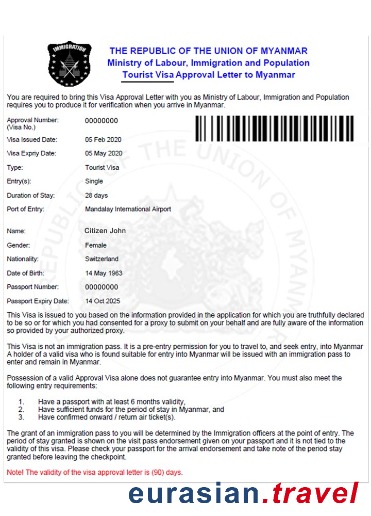 IMMIGRATION
THE REPUBLIC OF THE UNION OF MYANMAR
Ministry of Labour, Immigration and Population
Tourist Visa Approval Letter to Myanmar
You are required to bring this Visa Approval Letter with you as Ministry of Labour, Immigration and Population
requires you to produce it for verification when you arrive in Myanmar.
Approval Number: 00000000
(Visa No.)
Visa Issued Date: 05 Feb 2020
Visa Expriy Date: 05 May 2020
Type: Tourist Visa
Entry(s): Single
Duration of Stay: 28 days
Port of Entry: Mandalay International Airport
Name: Citizen John
Gender: Female
Nationality: Switzerland
Date of Birth: 14 May 1963
Passport Number: 00000000
Passport Expiry Date: 14 Oct 2025
THE REPUBLIC OF THE UNION OF MYANMAR
This Visa is issued to you based on the information provided in the application for which you are truthfully declared
to be so or for which you had consented for a proxy to submit on your behalf and are fully aware of the information
so provided by your authorized proxy.
This Visa is not an immigration pass. It is a pre-entry permission for you to travel to, and seek entry, into Myanmar
A holder of a valid visa who is found suitable for entry into Myanmar will be issued with an immigration pass to
enter and remain in Myanmar.
Possession of a valid Approval Visa alone does not guarantee entry into Myanmar. You must also meet the
following entry requirements:
1. Have a passport with at least 6 months validity,
2. Have sufficient funds for the period of stay in Myanmar, and
3. Have confirmed onward / return air ticket(s).
The grant of an immigration pass to you will be determined by the Immigration officers at the point of entry. The
period of stay granted is shown on the visit pass endorsement given on your passport and it is not tied to the
validity of this visa. Please check your passport for the arrival endorsement and take note of the period stay
granted before leaving the checkpoint.
Note! The validity of the visa approval letter is (90) days.
eurasian.travel